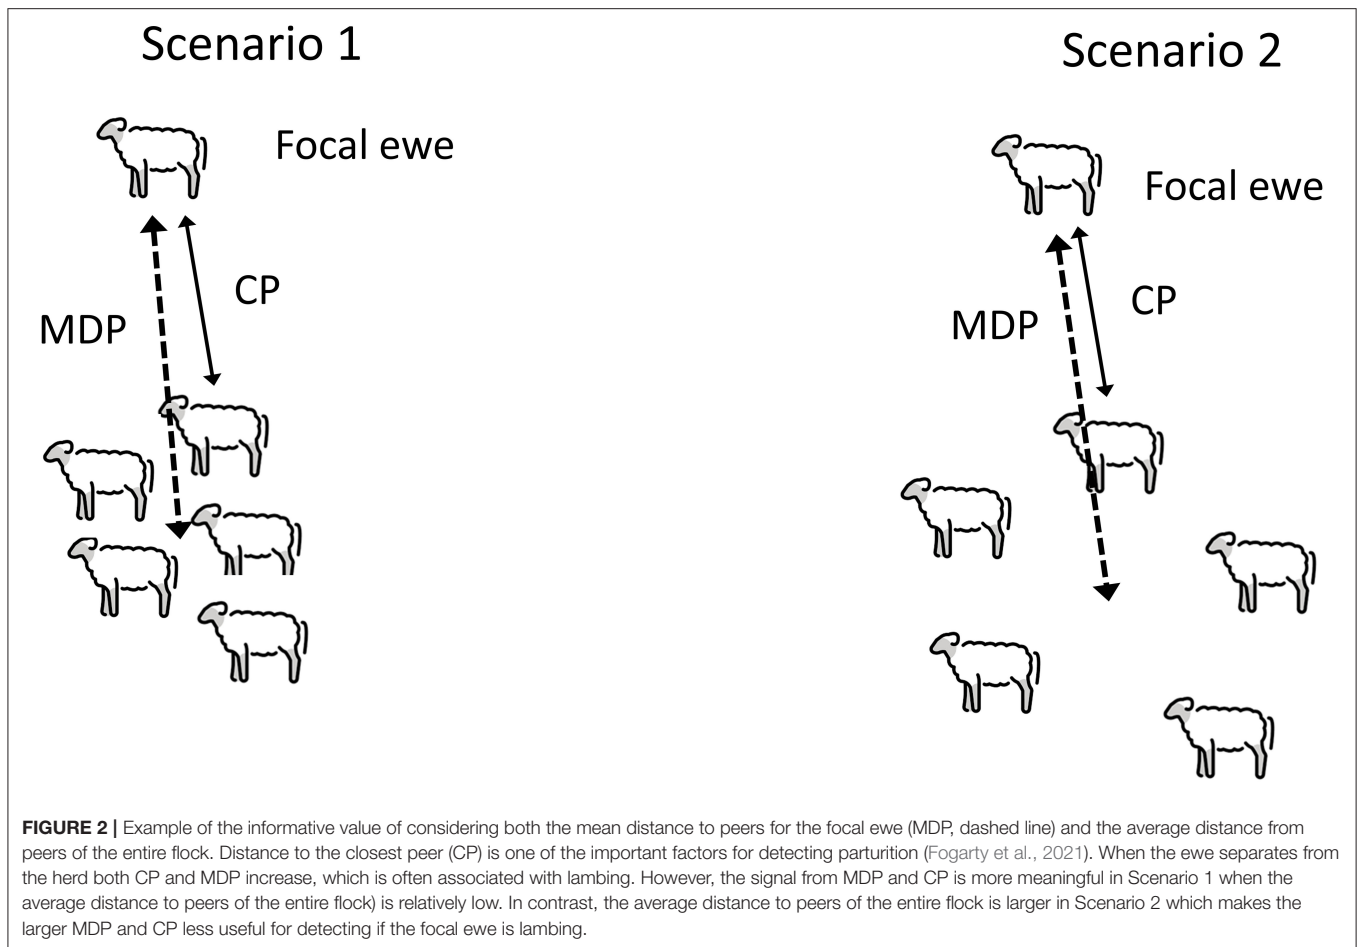 Scenario 1
Scenario 2
Focal ewe
Focal ewe
CP
MDP
CP
MDP
FIGURE 2 | Example of the informative value of considering both the mean distance to peers for the focal ewe (MDP, dashed line) and the average distance from
peers of the entire flock. Distance to the closest peer (CP) is one of the important factors for detecting parturition (Fogarty et al., 2021). When the ewe separates from
the herd both CP and MDP increase, which is often associated with lambing. However, the signal from MDP and CP is more meaningful in Scenario 1 when the
average distance to peers of the entire flock) is relatively low. In contrast, the average distance to peers of the entire flock is larger in Scenario 2 which makes the
larger MDP and CP less useful for detecting if the focal ewe is lambing.